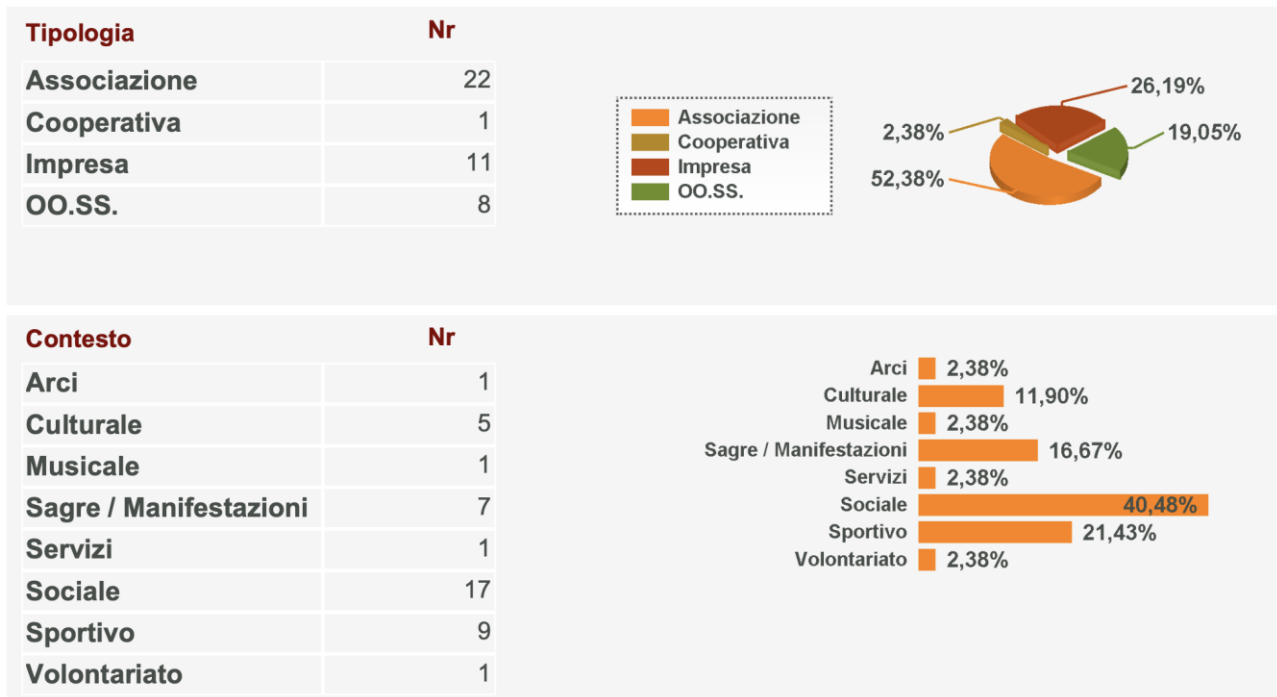 Tipologia Nr
Associazione 22
Cooperativa 1
Impresa 11
OO.SS. 8
Associazione
Cooperativa
Impresa
OO.SS.
26,19%
2,38%
19,05%
52,38%
Contesto Nr
Arci 1
Culturale 5
Musicale 1
Sagre / Manifestazioni 7
Servizi 1
Sociale 17
Sportivo 9
Volontariato 1
Arci 2,38%
Culturale 11,90%
Musicale 2,38%
Sagre / Manifestazioni 16,67%
Servizi 2,38%
Sociale 40,48%
Sportivo 21,43%
Volontariato 2,38%